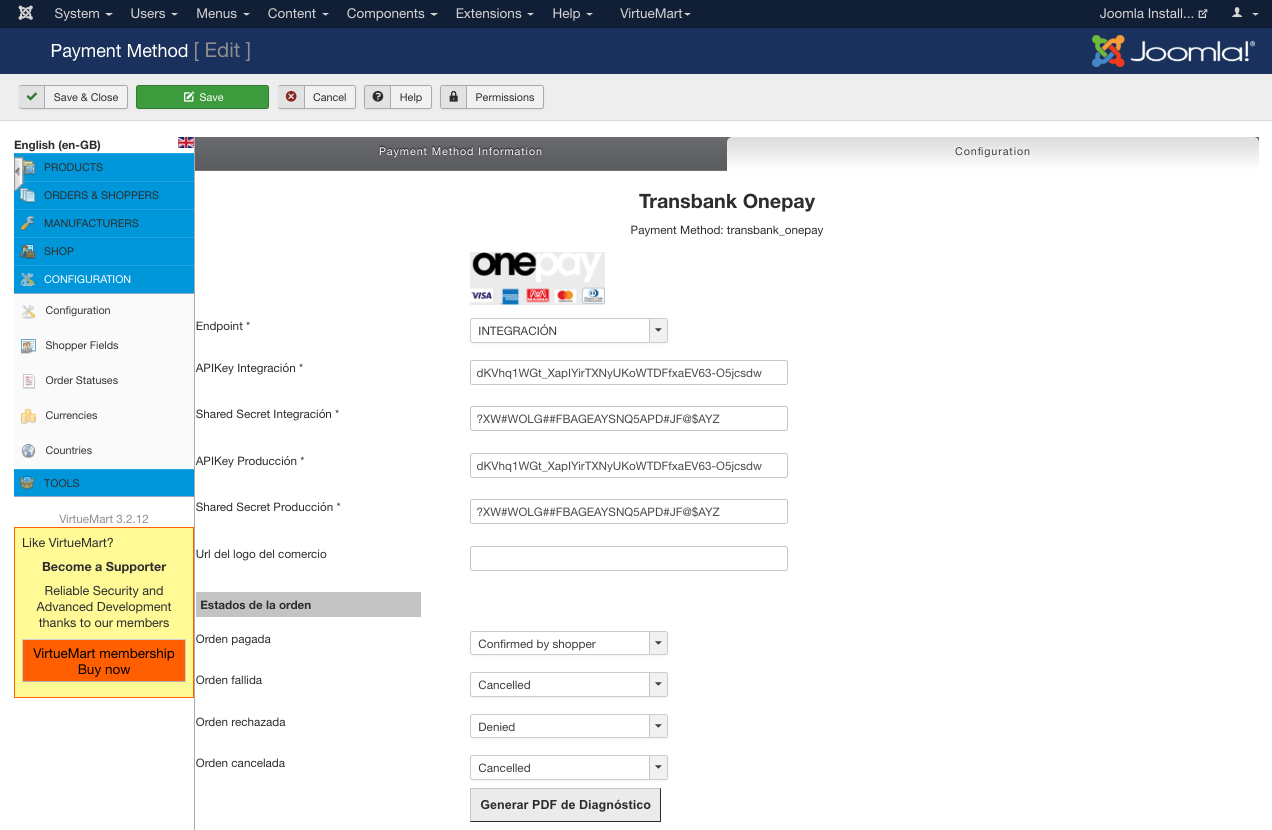 System Users Menus Content Components Extensions Help VirtueMart Joomla Install...
Payment Method [ Edit ] Joomla!®
Save & Close Save Cancel Help Permissions
English (en-GB)
PRODUCTS
ORDERS & SHOPPERS
MANUFACTURERS
SHOP
CONFIGURATION
Configuration
Shopper Fields
Order Statuses
Currencies
Countries
TOOLS
VirtueMart 3.2.12
Like VirtueMart?
Become a Supporter
Reliable Security and
Advanced Development
thanks to our members
VirtueMart membership
Buy now
Payment Method Information Configuration
Transbank Onepay
Payment Method: transbank_onepay
onepay
VISA
Endpoint * INTEGRACIÓN
APIKey Integración * dKVhq1WGt_XapIYirTXNyUKoWTDFfxaEV63-O5jcsdw
Shared Secret Integración * ?XW#WOLG##FBAGEAYSNQ5APD#JF@$AYZ
APIKey Producción * dKVhq1WGt_XapIYirTXNyUKoWTDFfxaEV63-O5jcsdw
Shared Secret Producción * ?XW#WOLG##FBAGEAYSNQ5APD#JF@$AYZ
Url del logo del comercio
Estados de la orden
Orden pagada Confirmed by shopper
Orden fallida Cancelled
Orden rechazada Denied
Orden cancelada Cancelled
Generar PDF de Diagnóstico